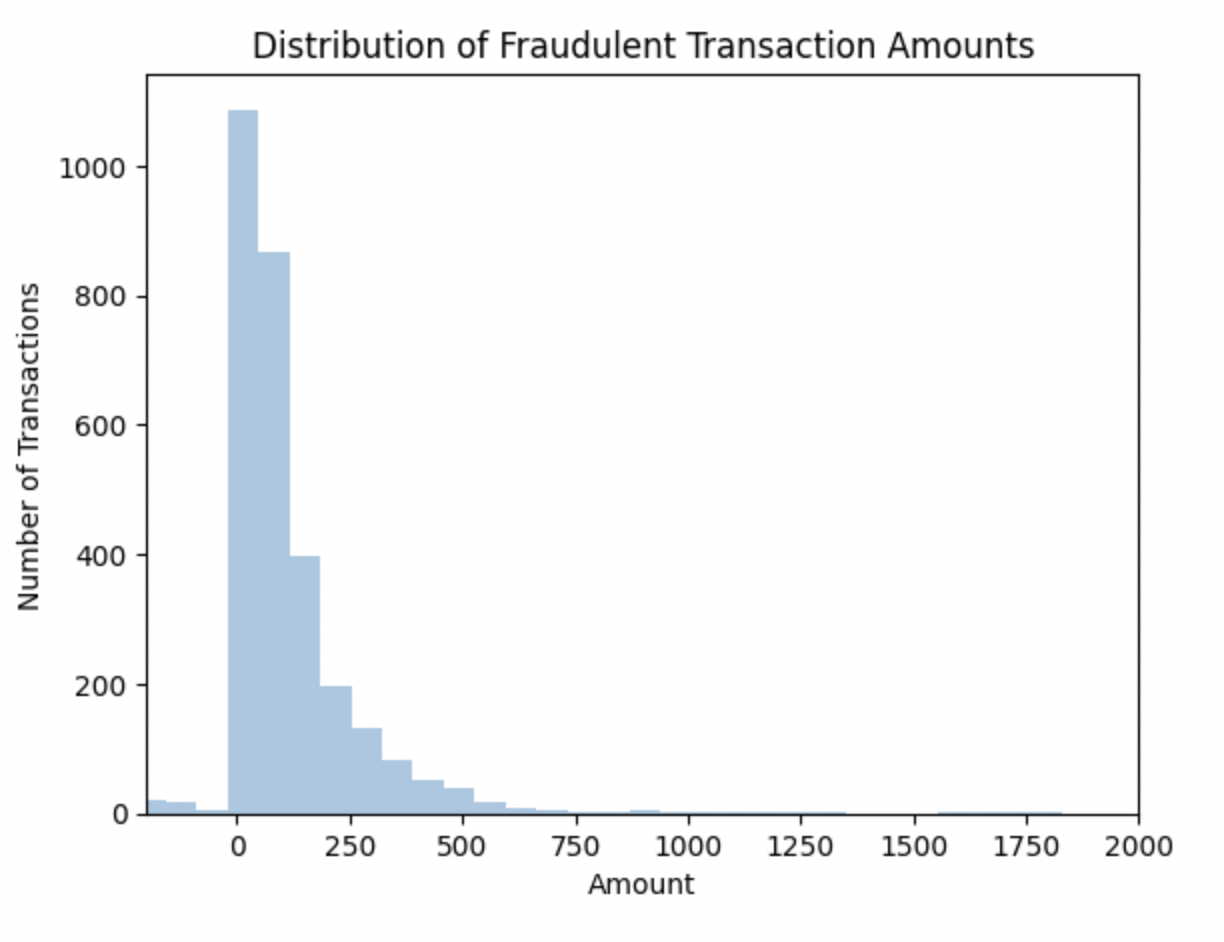 Distribution of Fraudulent Transaction Amounts
Number of Transactions
1000
800
600
400
200
0
0 250 500 750 1000 1250 1500 1750 2000
Amount